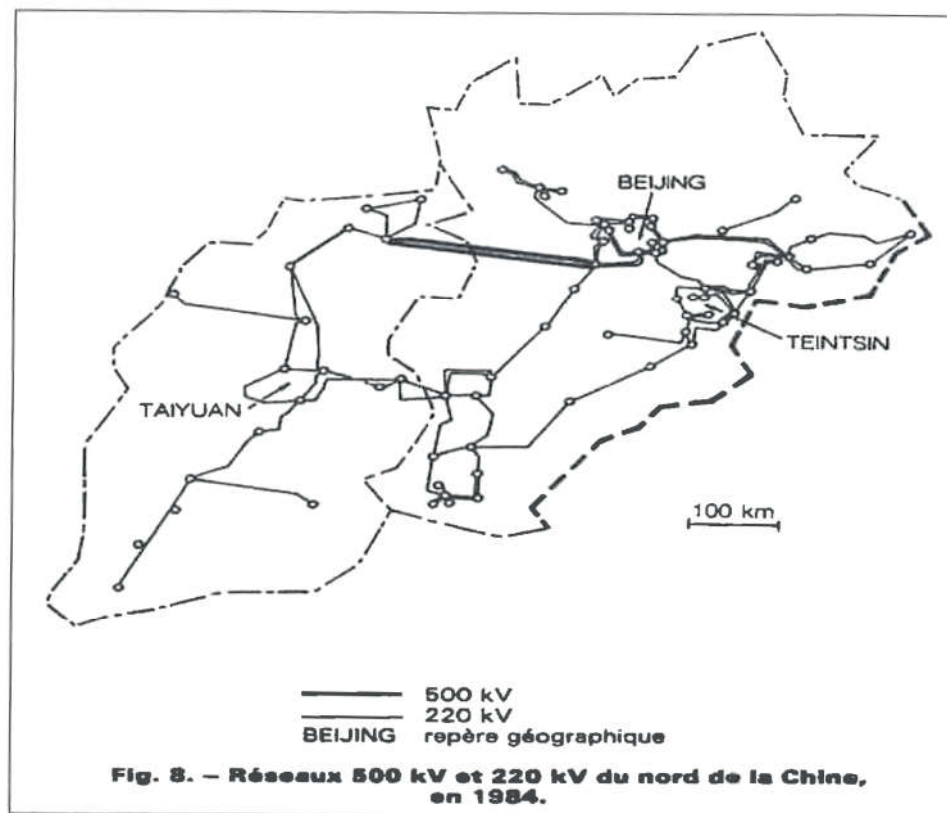 BEIJING
TEINTSIN
TAIYUAN
100 km
500 kV
220 kV
BEIJING repère géographique
Fig. 8. – Réseaux 500 kV et 220 kV du nord de la Chine,
en 1984.